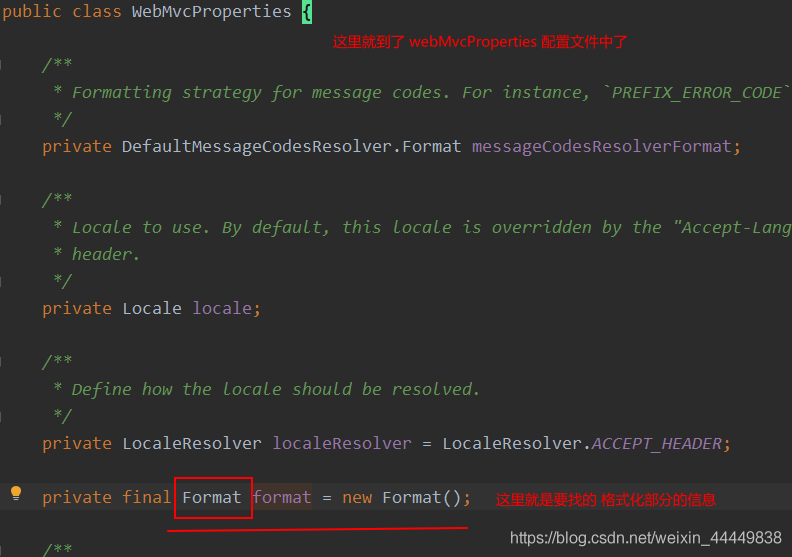 public class WebMvcProperties {
这里就到了 webMvcProperties 配置文件中了
/**
* Formatting strategy for message codes. For instance, `PREFIX_ERROR_CODE`
*/
private DefaultMessageCodesResolver.Format messageCodesResolverFormat;
/**
* Locale to use. By default, this locale is overridden by the "Accept-Lang
* header.
*/
private Locale locale;
/**
* Define how the locale should be resolved.
*/
private LocaleResolver localeResolver = LocaleResolver.ACCEPT_HEADER;
private final Format format = new Format(); 这里就是要找的 格式化部分的信息
https://blog.csdn.net/weixin_44449838
/**